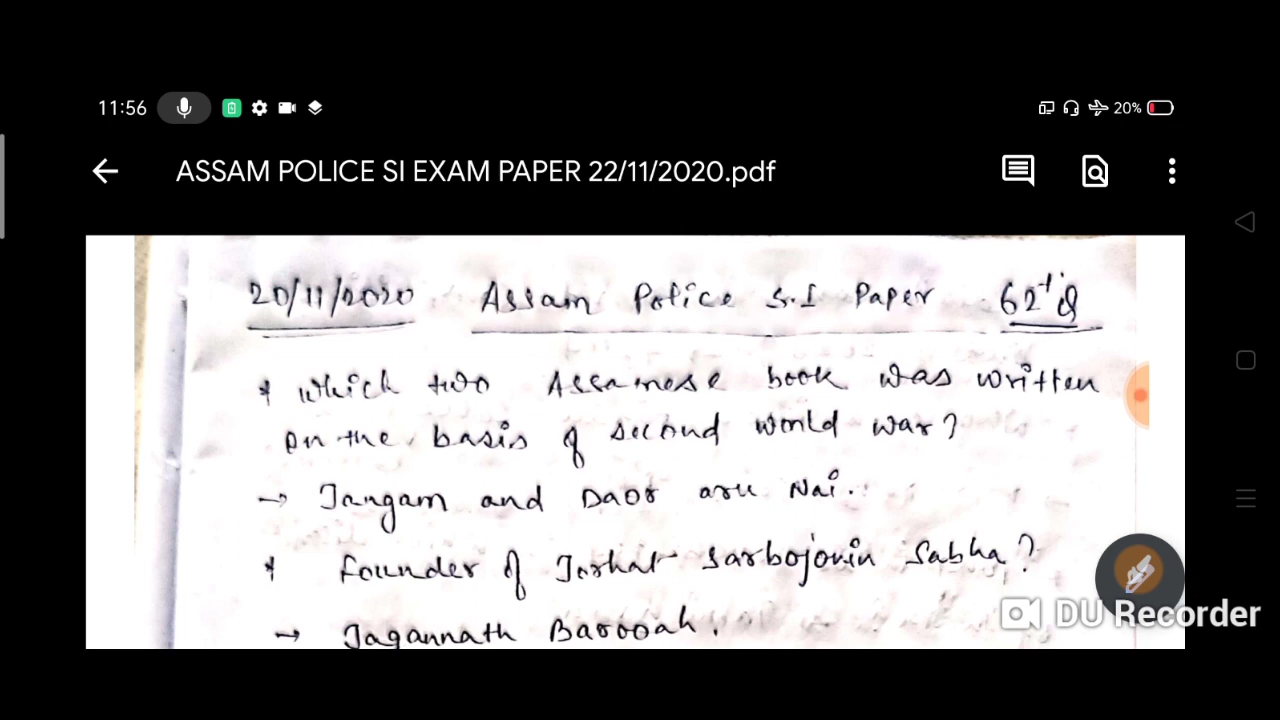 11:56
20%
ASSAM POLICE SI EXAM PAPER 22/11/2020.pdf
20/11/2020 Assam Police S.I Paper
* Which two Assamese book was written
on the basis of second world war?
→ Jangam and Daor aru Nai.
* Founder of Jorhat Sarbojonin Sabha?
→ Jagannath Barooah.
DU Recorder